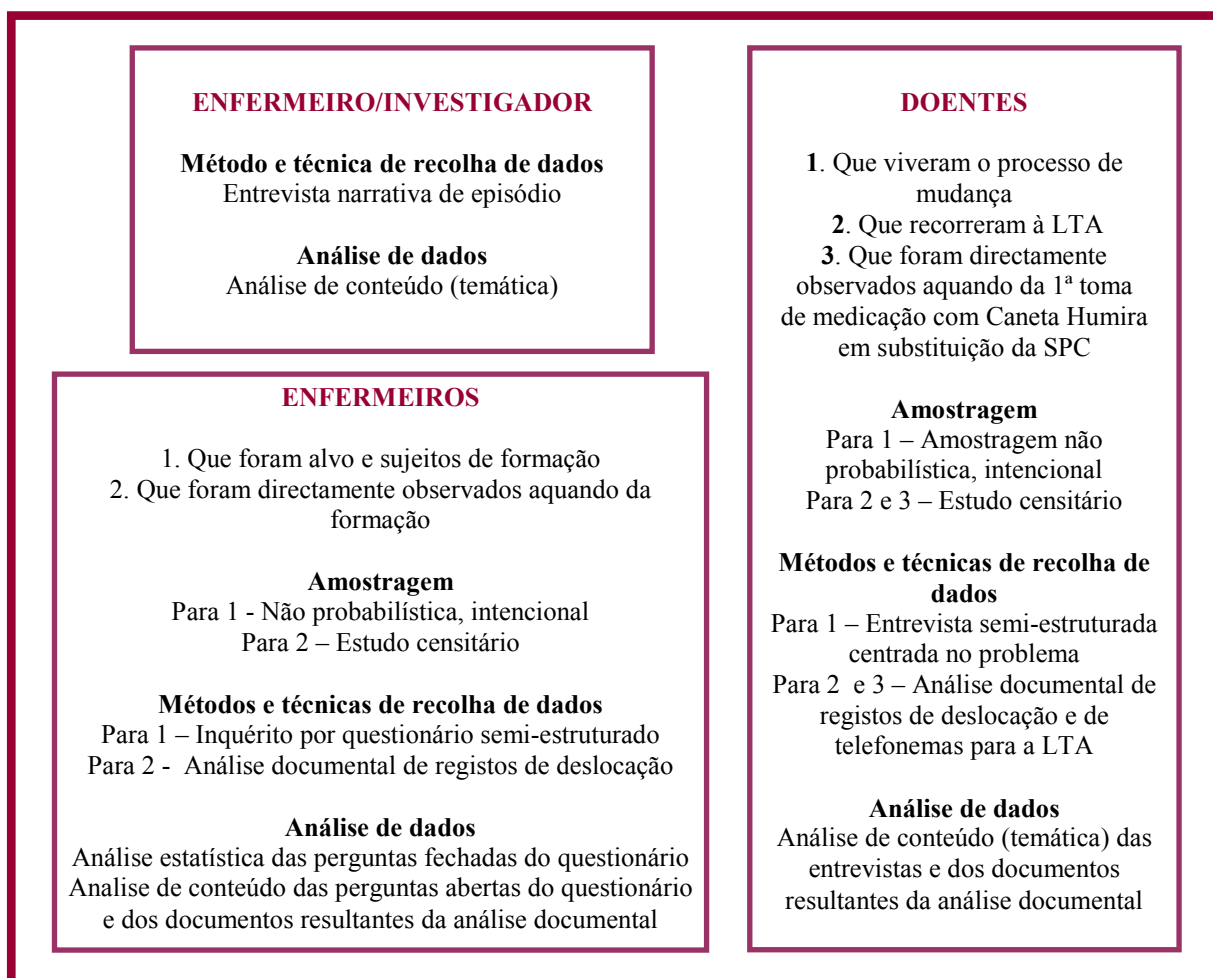 ENFERMEIRO/INVESTIGADOR
Método e técnica de recolha de dados
Entrevista narrativa de episódio
Análise de dados
Análise de conteúdo (temática)
ENFERMEIROS
1. Que foram alvo e sujeitos de formação
2. Que foram directamente observados aquando da
formação
Amostragem
Para 1 - Não probabilística, intencional
Para 2 – Estudo censitário
Métodos e técnicas de recolha de dados
Para 1 – Inquérito por questionário semi-estruturado
Para 2 - Análise documental de registos de deslocação
Análise de dados
Análise estatística das perguntas fechadas do questionário
Analise de conteúdo das perguntas abertas do questionário
e dos documentos resultantes da análise documental
DOENTES
1. Que viveram o processo de
mudança
2. Que recorreram à LTA
3. Que foram directamente
observados aquando da 1ª toma
de medicação com Caneta Humira
em substituição da SPC
Amostragem
Para 1 – Amostragem não
probabilística, intencional
Para 2 e 3 – Estudo censitário
Métodos e técnicas de recolha de
dados
Para 1 – Entrevista semi-estruturada
centrada no problema
Para 2 e 3 – Análise documental de
registos de deslocação e de
telefonemas para a LTA
Análise de dados
Análise de conteúdo (temática) das
entrevistas e dos documentos
resultantes da análise documental